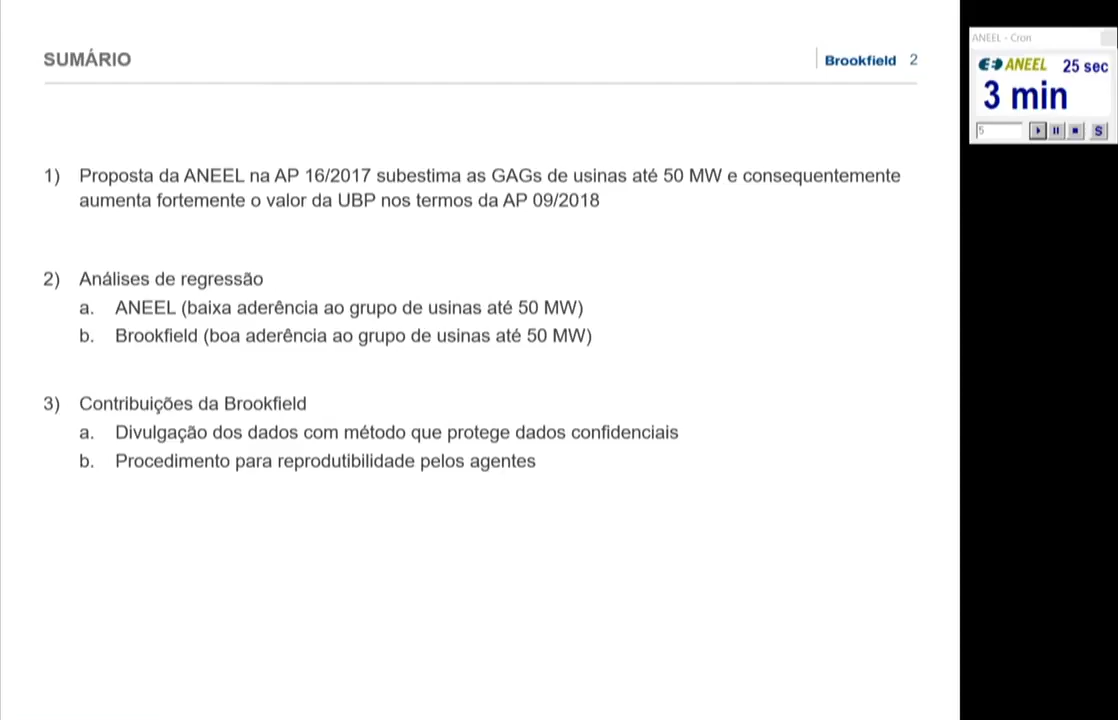 SUMÁRIO
Brookfield 2
1) Proposta da ANEEL na AP 16/2017 subestima as GAGs de usinas até 50 MW e consequentemente
aumenta fortemente o valor da UBP nos termos da AP 09/2018
2) Análises de regressão
a. ANEEL (baixa aderência ao grupo de usinas até 50 MW)
b. Brookfield (boa aderência ao grupo de usinas até 50 MW)
3) Contribuições da Brookfield
a. Divulgação dos dados com método que protege dados confidenciais
b. Procedimento para reprodutibilidade pelos agentes
ANEEL - Cron
ANEEL 25 sec
3 min
5
S